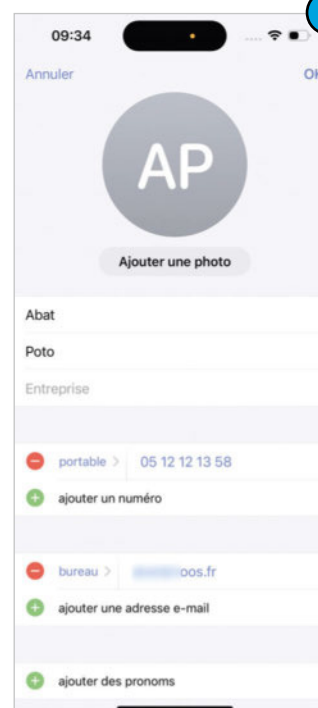 09:34
Annuler
AP
Ajouter une photo
Abat
Poto
Entreprise
portable > 05 12 12 13 58
ajouter un numéro
bureau > oos.fr
ajouter une adresse e-mail
ajouter des pronoms